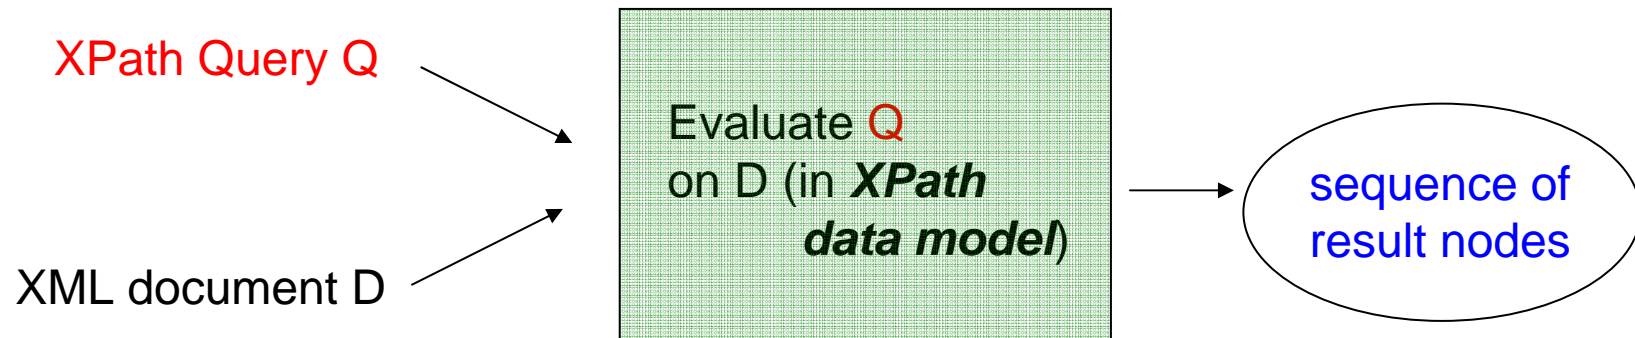 XPath Query Q
XML document D
Evaluate Q
on D (in XPath
data model)
sequence of
result nodes